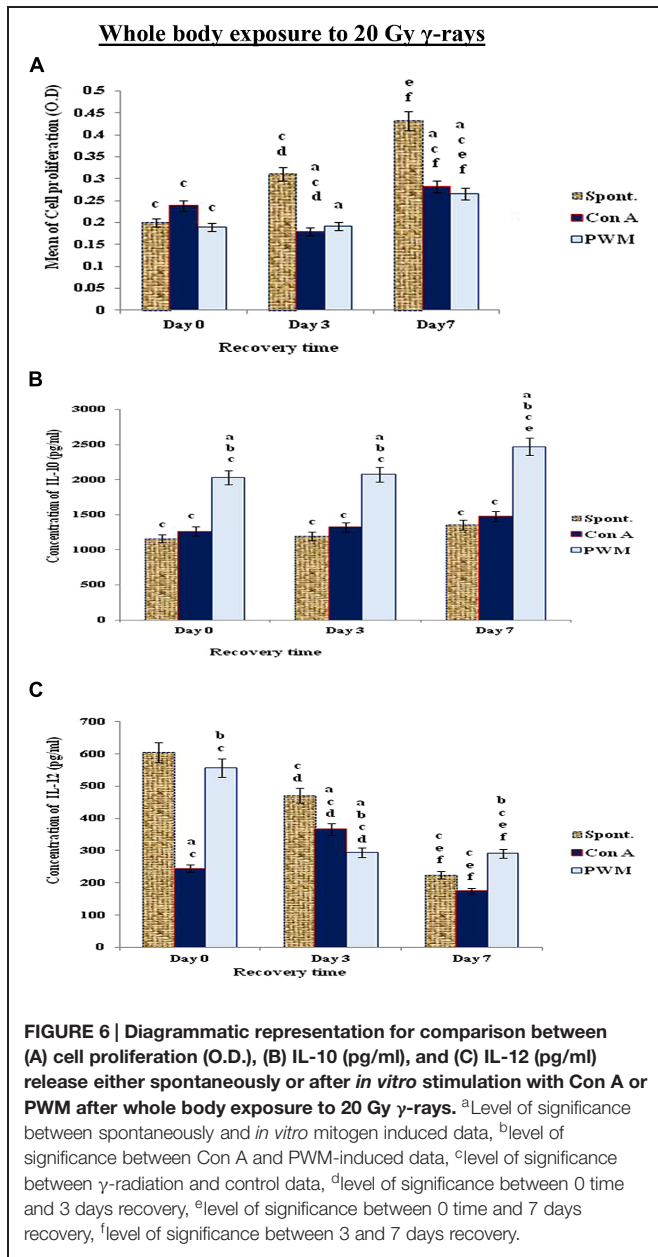 Whole body exposure to 20 Gy γ-rays
A
Mean of Cell proliferation (O.D)
0.5
0.45
0.4
0.35
0.3
0.25
0.2
0.15
0.1
0.05
0
c
c
c
c
d
a
c
d
a
e
f
a
c
f
a
c
e
f
Spont.
Con A
PWM
Day 0
Day 3
Day7
Recovery time
B
Concentration of IL-10 (pg/ml)
3000
2500
2000
1500
1000
500
0
c
c
a
b
c
c
c
a
b
c
c
c
a
b
c
e
Spont.
Con A
PWM
Day 0
Day 3
Day 7
Recovery time
C
Concentration of IL-12 (pg/ml)
700
600
500
400
300
200
100
0
a
c
b
c
c
d
a
c
d
a
b
c
d
c
e
f
c
e
f
b
c
e
f
Spont.
Con A
PWM
Day 0
Day 3
Day 7
Recovery time
FIGURE 6 | Diagrammatic representation for comparison between
(A) cell proliferation (O.D.), (B) IL-10 (pg/ml), and (C) IL-12 (pg/ml)
release either spontaneously or after in vitro stimulation with Con A or
PWM after whole body exposure to 20 Gy γ-rays. aLevel of significance
between spontaneously and in vitro mitogen induced data, blevel of
significance between Con A and PWM-induced data, clevel of significance
between γ-radiation and control data, dlevel of significance between 0 time
and 3 days recovery, elevel of significance between 0 time and 7 days
recovery, flevel of significance between 3 and 7 days recovery.